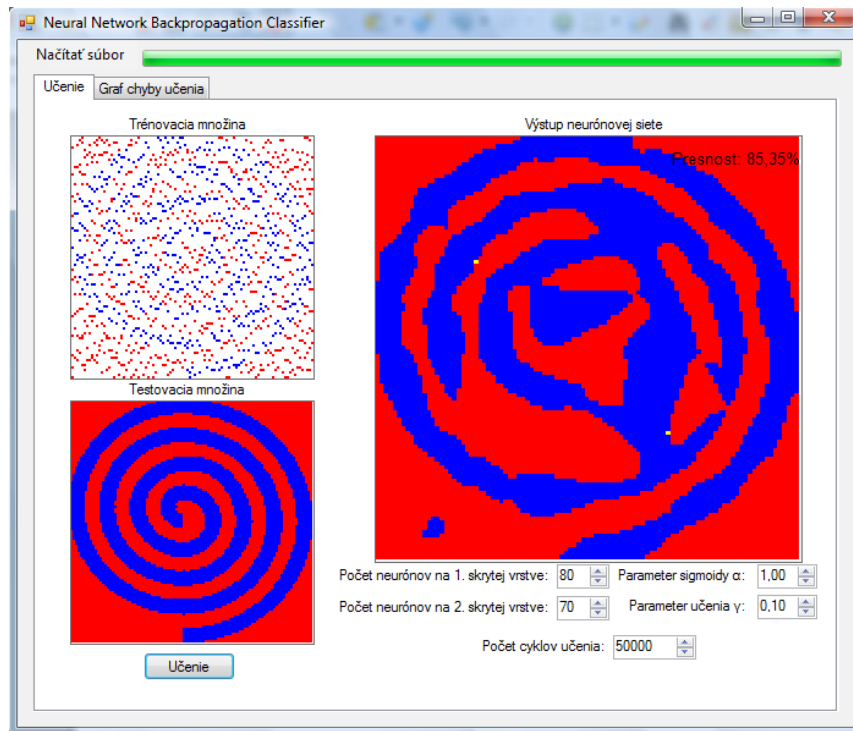 Neural Network Backpropagation Classifier
Načítať súbor
Učenie
Graf chyby učenia
Trénovacia množina
Výstup neurónovej siete
Presnost: 85,35%
Testovacia množina
Počet neurónov na 1. skrytej vrstve: 80
Parameter sigmoidy α: 1,00
Počet neurónov na 2. skrytej vrstve: 70
Parameter učenia γ: 0,10
Počet cyklov učenia: 50000
Učenie